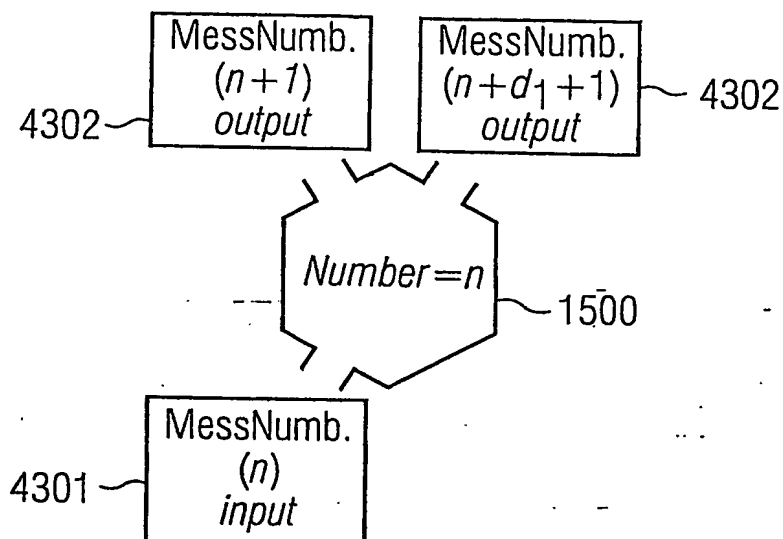 MessNumb.
(n+1)
output
4302
MessNumb.
(n+d₁+1)
output
4302
Number=n
1500
MessNumb.
(n)
input
4301